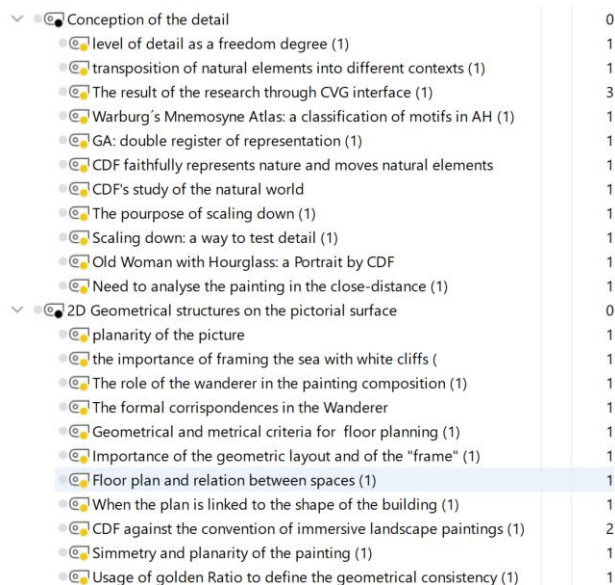 Conception of the detail 0
level of detail as a freedom degree (1) 1
transposition of natural elements into different contexts (1) 1
The result of the research through CVG interface (1) 3
Warburg´s Mnemosyne Atlas: a classification of motifs in AH (1) 1
GA: double register of representation (1) 1
CDF faithfully represents nature and moves natural elements 1
CDF's study of the natural world 1
The pourpose of scaling down (1) 1
Scaling down: a way to test detail (1) 1
Old Woman with Hourglass: a Portrait by CDF 1
Need to analyse the painting in the close-distance (1) 1
2D Geometrical structures on the pictorial surface 0
planarity of the picture 1
the importance of framing the sea with white cliffs ( 1
The role of the wanderer in the painting composition (1) 1
The formal corrispondences in the Wanderer 1
Geometrical and metrical criteria for floor planning (1) 1
Importance of the geometric layout and of the "frame" (1) 1
Floor plan and relation between spaces (1) 1
When the plan is linked to the shape of the building (1) 1
CDF against the convention of immersive landscape paintings (1) 2
Simmetry and planarity of the painting (1) 1
Usage of golden Ratio to define the geometrical consistency (1) 1